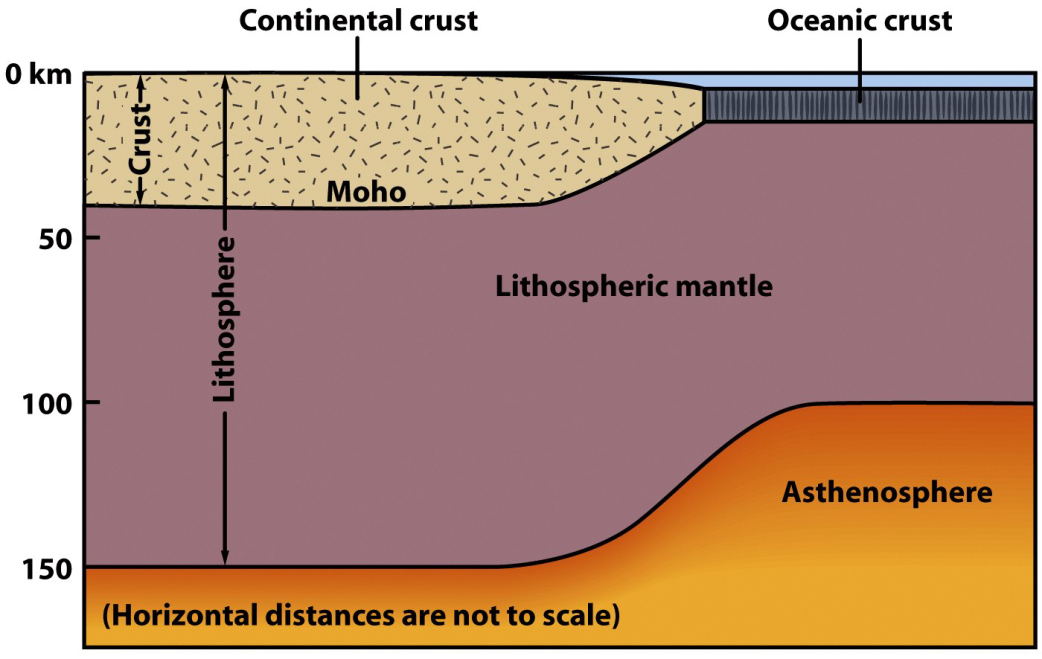 Continental crust
Oceanic crust
0 km
Crust
Moho
50
Lithosphere
Lithospheric mantle
100
Asthenosphere
150
(Horizontal distances are not to scale)